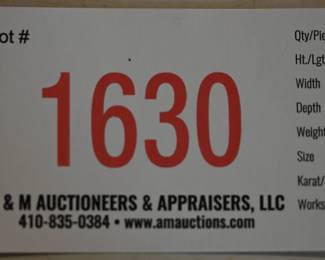 ot #
1630
& M AUCTIONEERS & APPRAISERS, LLC
410-835-0384 • www.amauctions.com
Qty/Pie
Ht./Lgt
Width
Depth
Weight
Size
Karat/
Works